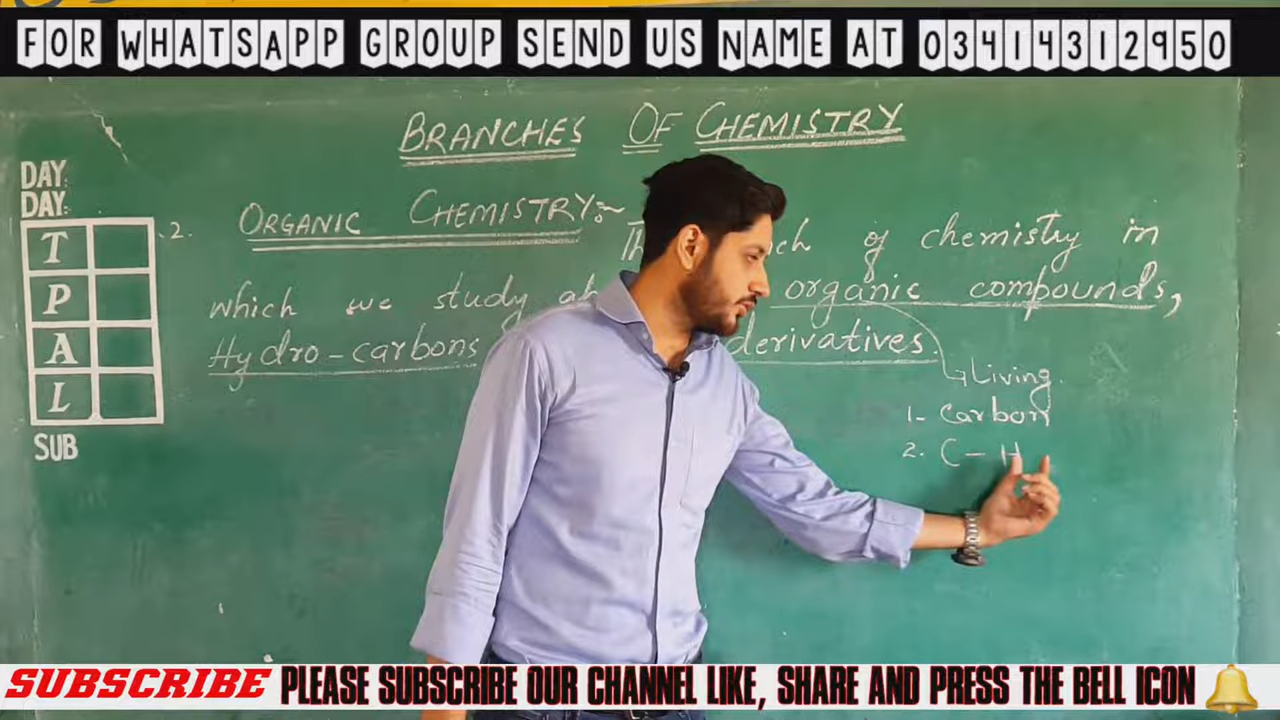 FOR WHATSAPP GROUP SEND US NAME AT 03414312950
BRANCHES OF CHEMISTRY
DAY:
DAY:
T
P
A
L
SUB
2. ORGANIC CHEMISTRY:~
of chemistry in
which we study organic compounds,
Hydro-carbons derivatives.
Living.
1- Carbon
2. C - H
SUBSCRIBE PLEASE SUBSCRIBE OUR CHANNEL LIKE, SHARE AND PRESS THE BELL ICON